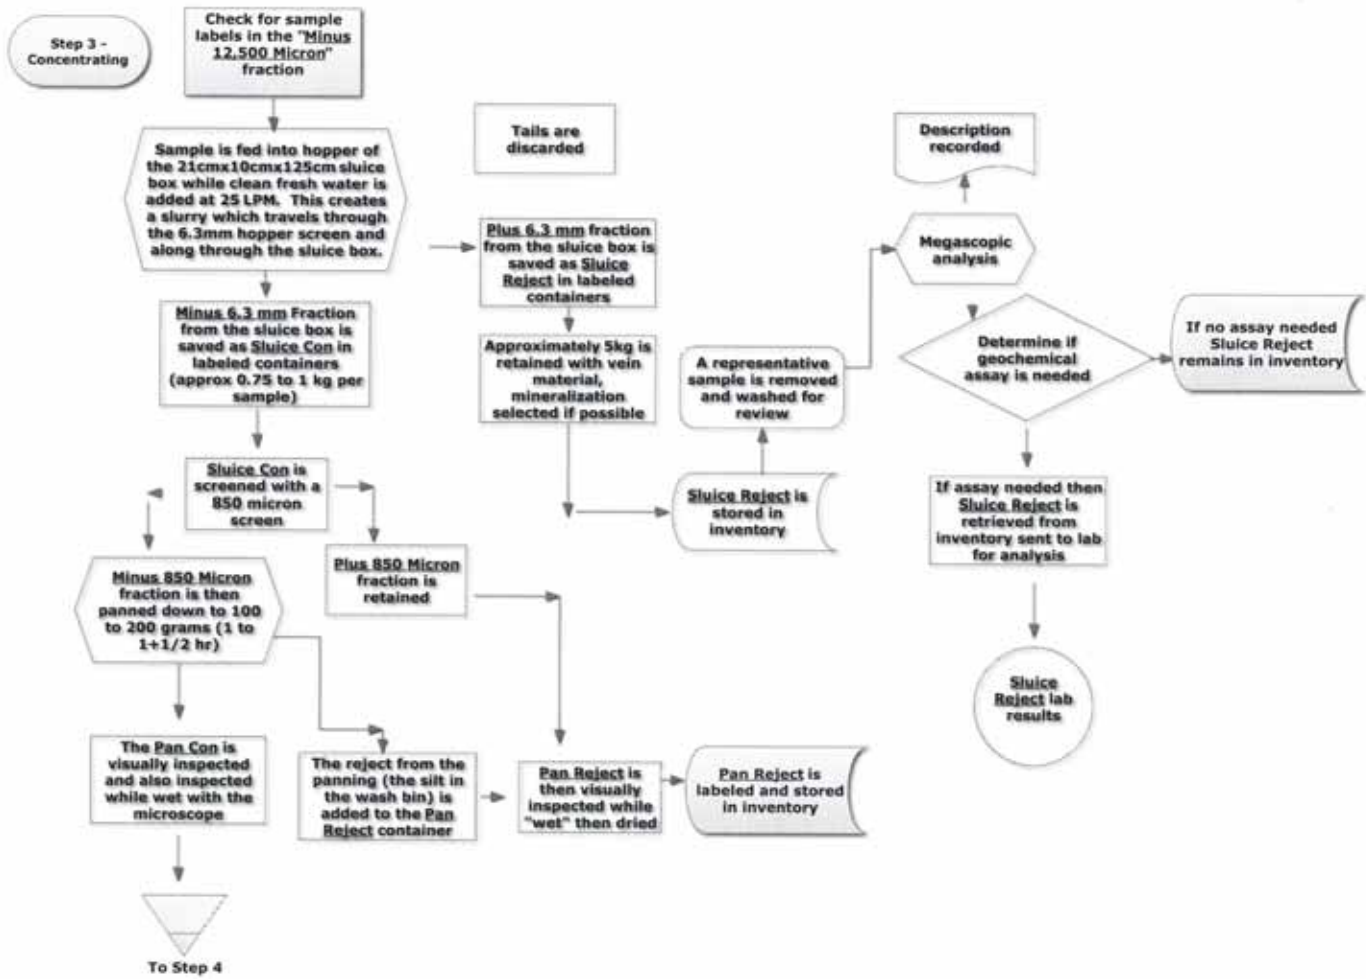 Step 3 -
Concentrating
Check for sample
labels in the "Minus
12,500 Micron"
fraction
Sample is fed into hopper of
the 21cmx10cmx125cm sluice
box while clean fresh water is
added at 25 LPM. This creates
a slurry which travels through
the 6.3mm hopper screen and
along through the sluice box.
Tails are
discarded
Plus 6.3 mm fraction
from the sluice box is
saved as Sluice
Reject in labeled
containers
Minus 6.3 mm Fraction
from the sluice box is
saved as Sluice Con in
labeled containers
(approx 0.75 to 1 kg per
sample)
Approximately 5kg is
retained with vein
material,
mineralization
selected if possible
A representative
sample is removed
and washed for
review
Description
recorded
Megascopic
analysis
Determine if
geochemical
assay is needed
If no assay needed
Sluice Reject
remains in inventory
Sluice Con is
screened with a
850 micron
screen
Sluice Reject is
stored in
inventory
If assay needed then
Sluice Reject is
retrieved from
inventory sent to lab
for analysis
Plus 850 Micron
fraction is
retained
Minus 850 Micron
fraction is then
panned down to 100
to 200 grams (1 to
1+1/2 hr)
Sluice
Reject lab
results
The Pan Con is
visually inspected
and also inspected
while wet with the
microscope
The reject from the
panning (the silt in
the wash bin) is
added to the Pan
Reject container
Pan Reject is
then visually
inspected while
"wet" then dried
Pan Reject is
labeled and stored
in inventory
To Step 4